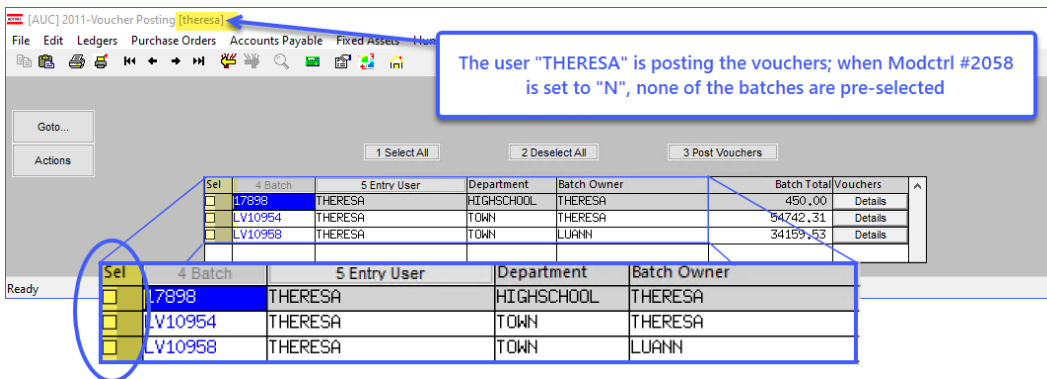 [AUC] 2011-Voucher Posting [theresa]
File Edit Ledgers Purchase Orders Accounts Payable Fixed Assets
The user "THERESA" is posting the vouchers; when Modctrl #2058
is set to "N", none of the batches are pre-selected
Goto...
Actions
1 Select All 2 Deselect All 3 Post Vouchers
Sel 4 Batch 5 Entry User Department Batch Owner Batch Total Vouchers
17898 THERESA HIGHSCHOOL THERESA 450.00 Details
LV10954 THERESA TOWN THERESA 54742.31 Details
LV10958 THERESA TOWN LUANN 34159.53 Details
Sel 4 Batch 5 Entry User Department Batch Owner
17898 THERESA HIGHSCHOOL THERESA
LV10954 THERESA TOWN THERESA
LV10958 THERESA TOWN LUANN
Ready